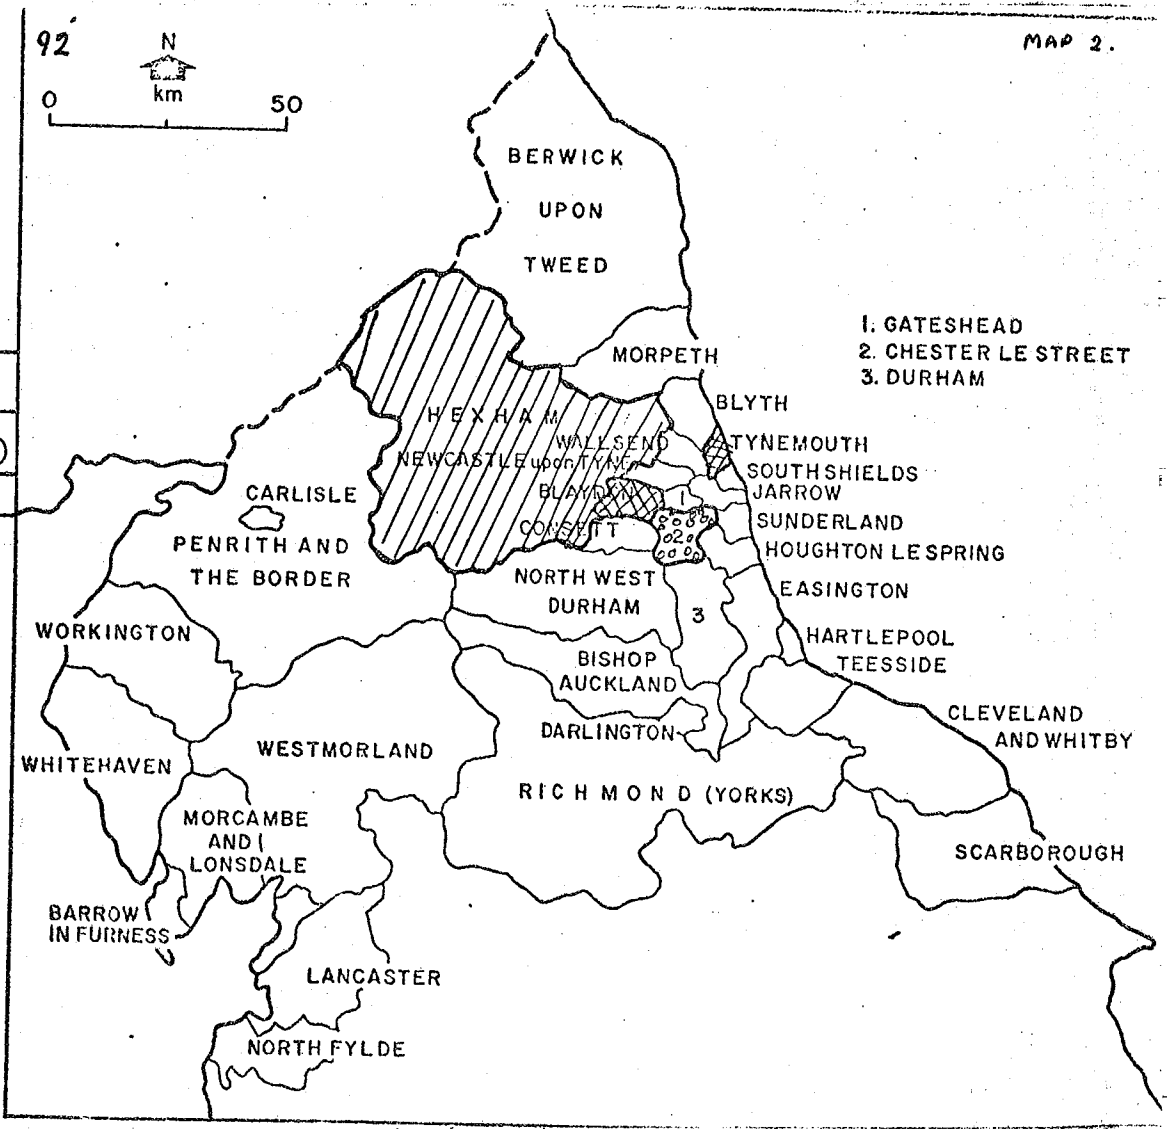 92
MAP 2.
N
km
0
50
BERWICK
UPON
TWEED
1. GATESHEAD
2. CHESTER LE STREET
3. DURHAM
MORPETH
BLYTH
HEXHAM
WALLSEND
TYNEMOUTH
NEWCASTLE upon TYNE
SOUTH SHIELDS
BLAYDON
1
JARROW
CARLISLE
CONSETT
2
SUNDERLAND
PENRITH AND
THE BORDER
HOUGHTON LE SPRING
NORTH WEST
DURHAM
EASINGTON
3
WORKINGTON
HARTLEPOOL
TEESSIDE
BISHOP
AUCKLAND
DARLINGTON
CLEVELAND
AND WHITBY
WHITEHAVEN
WESTMORLAND
RICHMOND (YORKS)
MORCAMBE
AND
LONSDALE
SCARBOROUGH
BARROW
IN FURNESS
LANCASTER
NORTH FYLDE